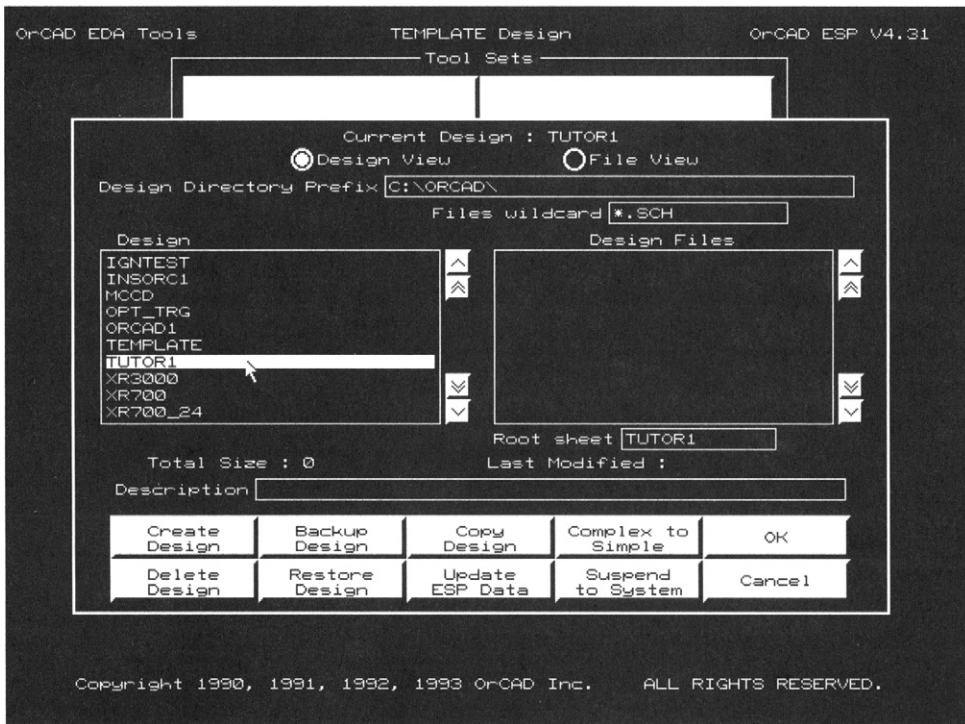 OrCAD EDA Tools TEMPLATE Design OrCAD ESP V4.31
Tool Sets
Current Design : TUTOR1
Design View File View
Design Directory Prefix C:\ORCAD\
Files wildcard *.SCH
Design Design Files
IGNTEST
INSORC1
MCCD
OPT_TRG
ORCAD1
TEMPLATE
TUTOR1
XR3000
XR700
XR700_24
Root sheet TUTOR1
Total Size : 0 Last Modified :
Description
Create Design
Backup Design
Copy Design
Complex to Simple
OK
Delete Design
Restore Design
Update ESP Data
Suspend to System
Cancel
Copyright 1990, 1991, 1992, 1993 OrCAD Inc. ALL RIGHTS RESERVED.